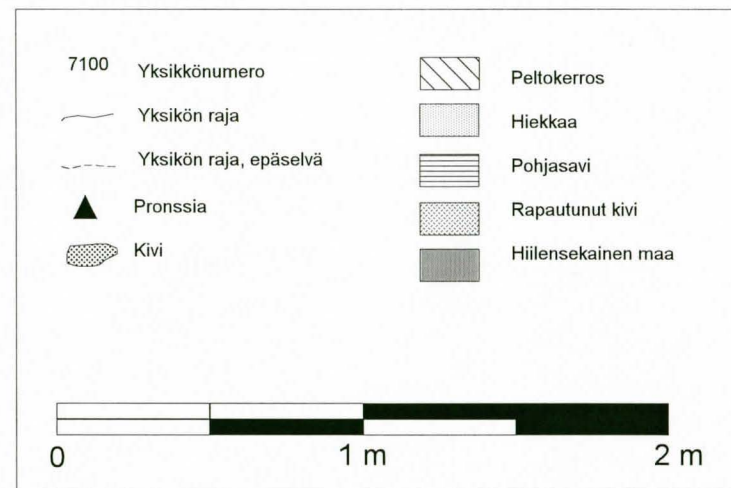 7100 Yksikkönumero
Yksikön raja
Yksikön raja, epäselvä
Pronssia
Kivi
Peltokerros
Hiekkaa
Pohjasavi
Rapautunut kivi
Hiilensekainen maa
0 1 m 2 m